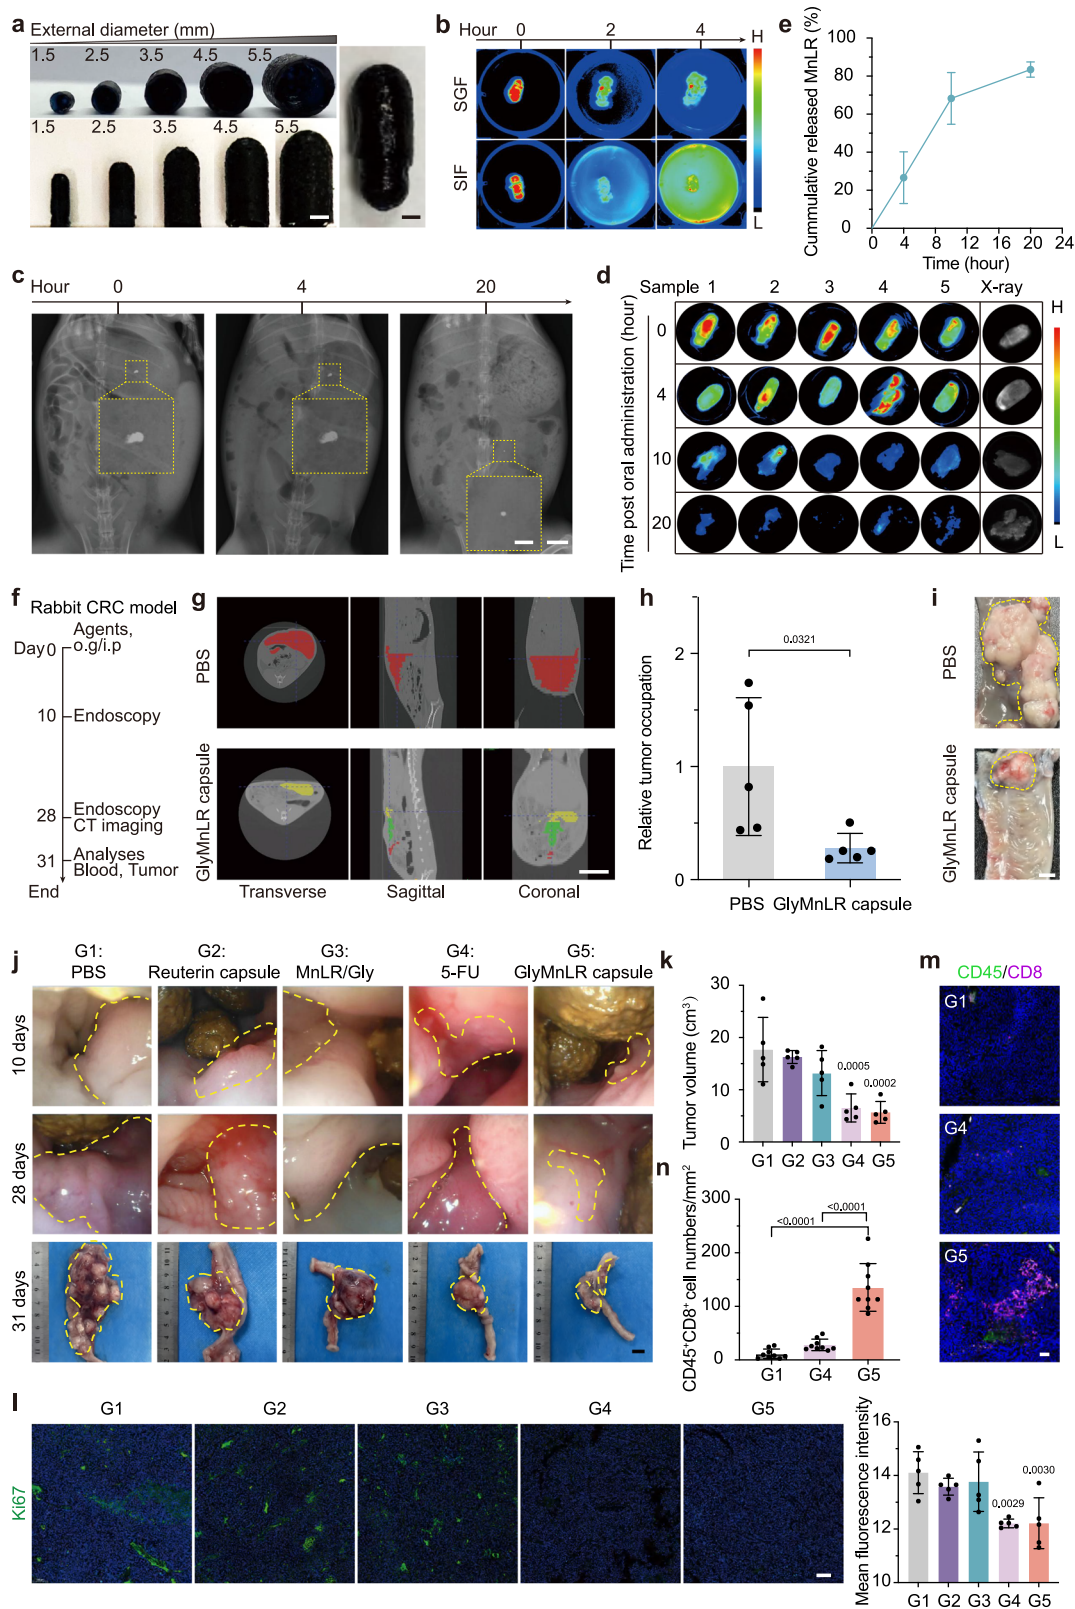 a
External diameter (mm)
1.5 2.5 3.5 4.5 5.5
1.5 2.5 3.5 4.5 5.5
b
Hour 0 2 4
SGF
SIF
H
L
e
Cummulative released MnLR (%)
100
80
60
40
20
0
0 4 8 12 16 20 24
Time (hour)
c
Hour 0 4 20
d
Sample 1 2 3 4 5 X-ray
Time post oral administration (hour)
0
4
10
20
H
L
f
Rabbit CRC model
Day 0 Agents, o.g/i.p
10 Endoscopy
28 Endoscopy
CT imaging
31 Analyses
Blood, Tumor
End
g
PBS
GlyMnLR capsule
Transverse Sagittal Coronal
h
Relative tumor occupation
2
1
0
0.0321
PBS GlyMnLR capsule
i
PBS
GlyMnLR capsule
j
G1: PBS
G2: Reuterin capsule
G3: MnLR/Gly
G4: 5-FU
G5: GlyMnLR capsule
10 days
28 days
31 days
k
Tumor volume (cm³)
30
20
10
0
0.0005
0.0002
G1 G2 G3 G4 G5
n
CD45⁺CD8⁺ cell numbers/mm²
300
200
100
0
<0.0001
<0.0001
G1 G4 G5
m
CD45/CD8
G1
G4
G5
l
G1 G2 G3 G4 G5
Ki67
Mean fluorescence intensity
16
14
12
10
0.0029
0.0030
G1 G2 G3 G4 G5